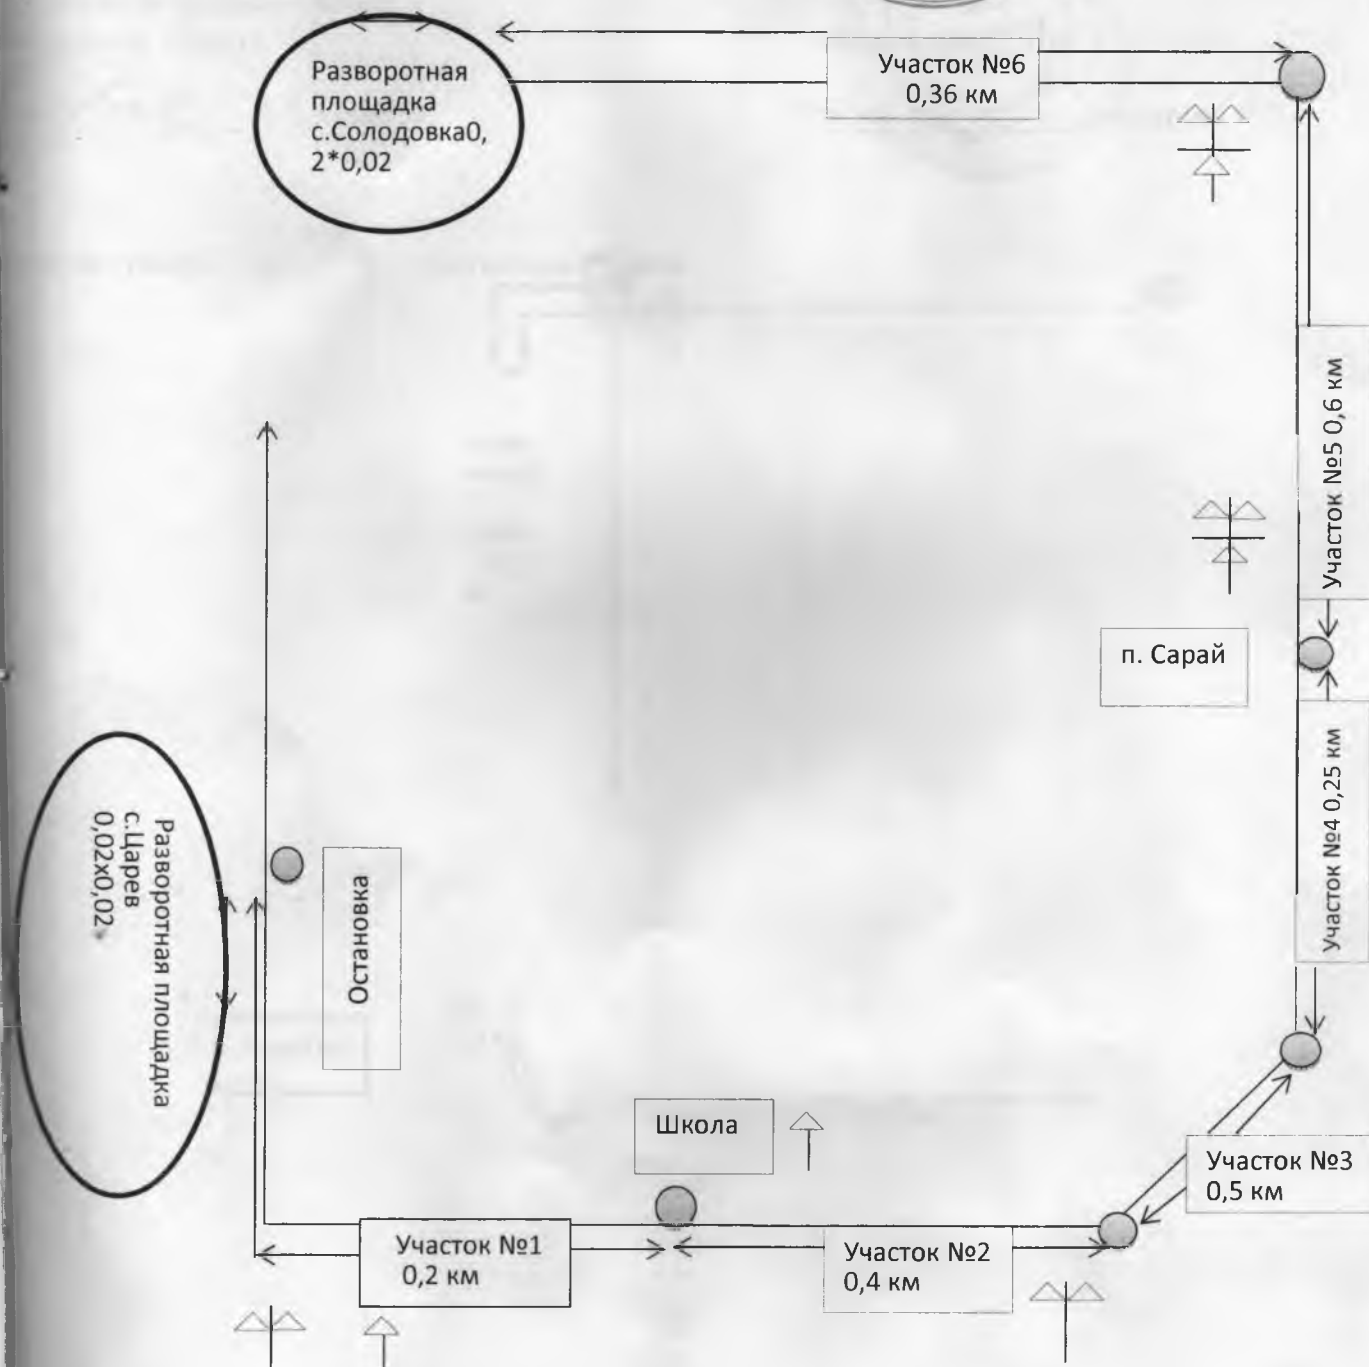 Разворотная
площадка
с.Солодовка0,
2*0,02
Участок №6
0,36 км
Участок №5 0,6 км
п. Сарай
Участок №4 0,25 км
Разворотная площадка
с.Царев
0,02х0,02
Остановка
Школа
Участок №3
0,5 км
Участок №1
0,2 км
Участок №2
0,4 км